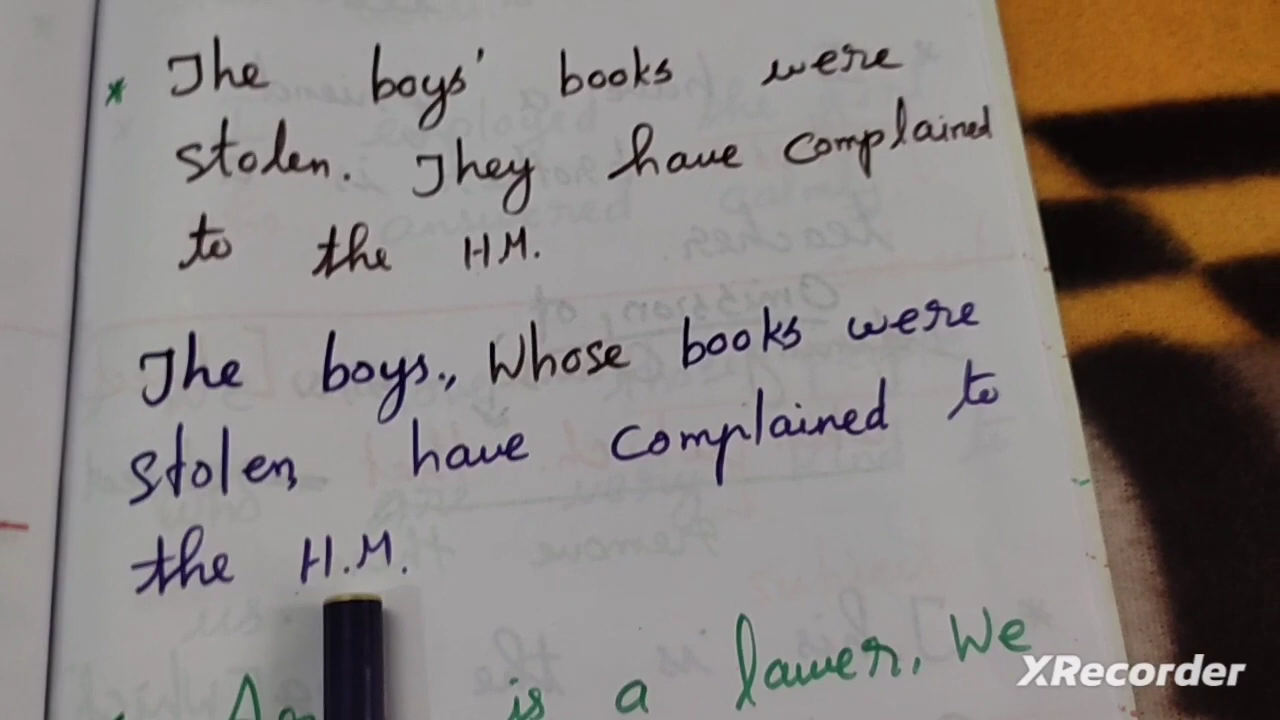 * The boys' books were
stolen. They have complained
to the HM.
The boys., Whose books were
stolen, have complained to
the H.M.
is a lawer. We
XRecorder